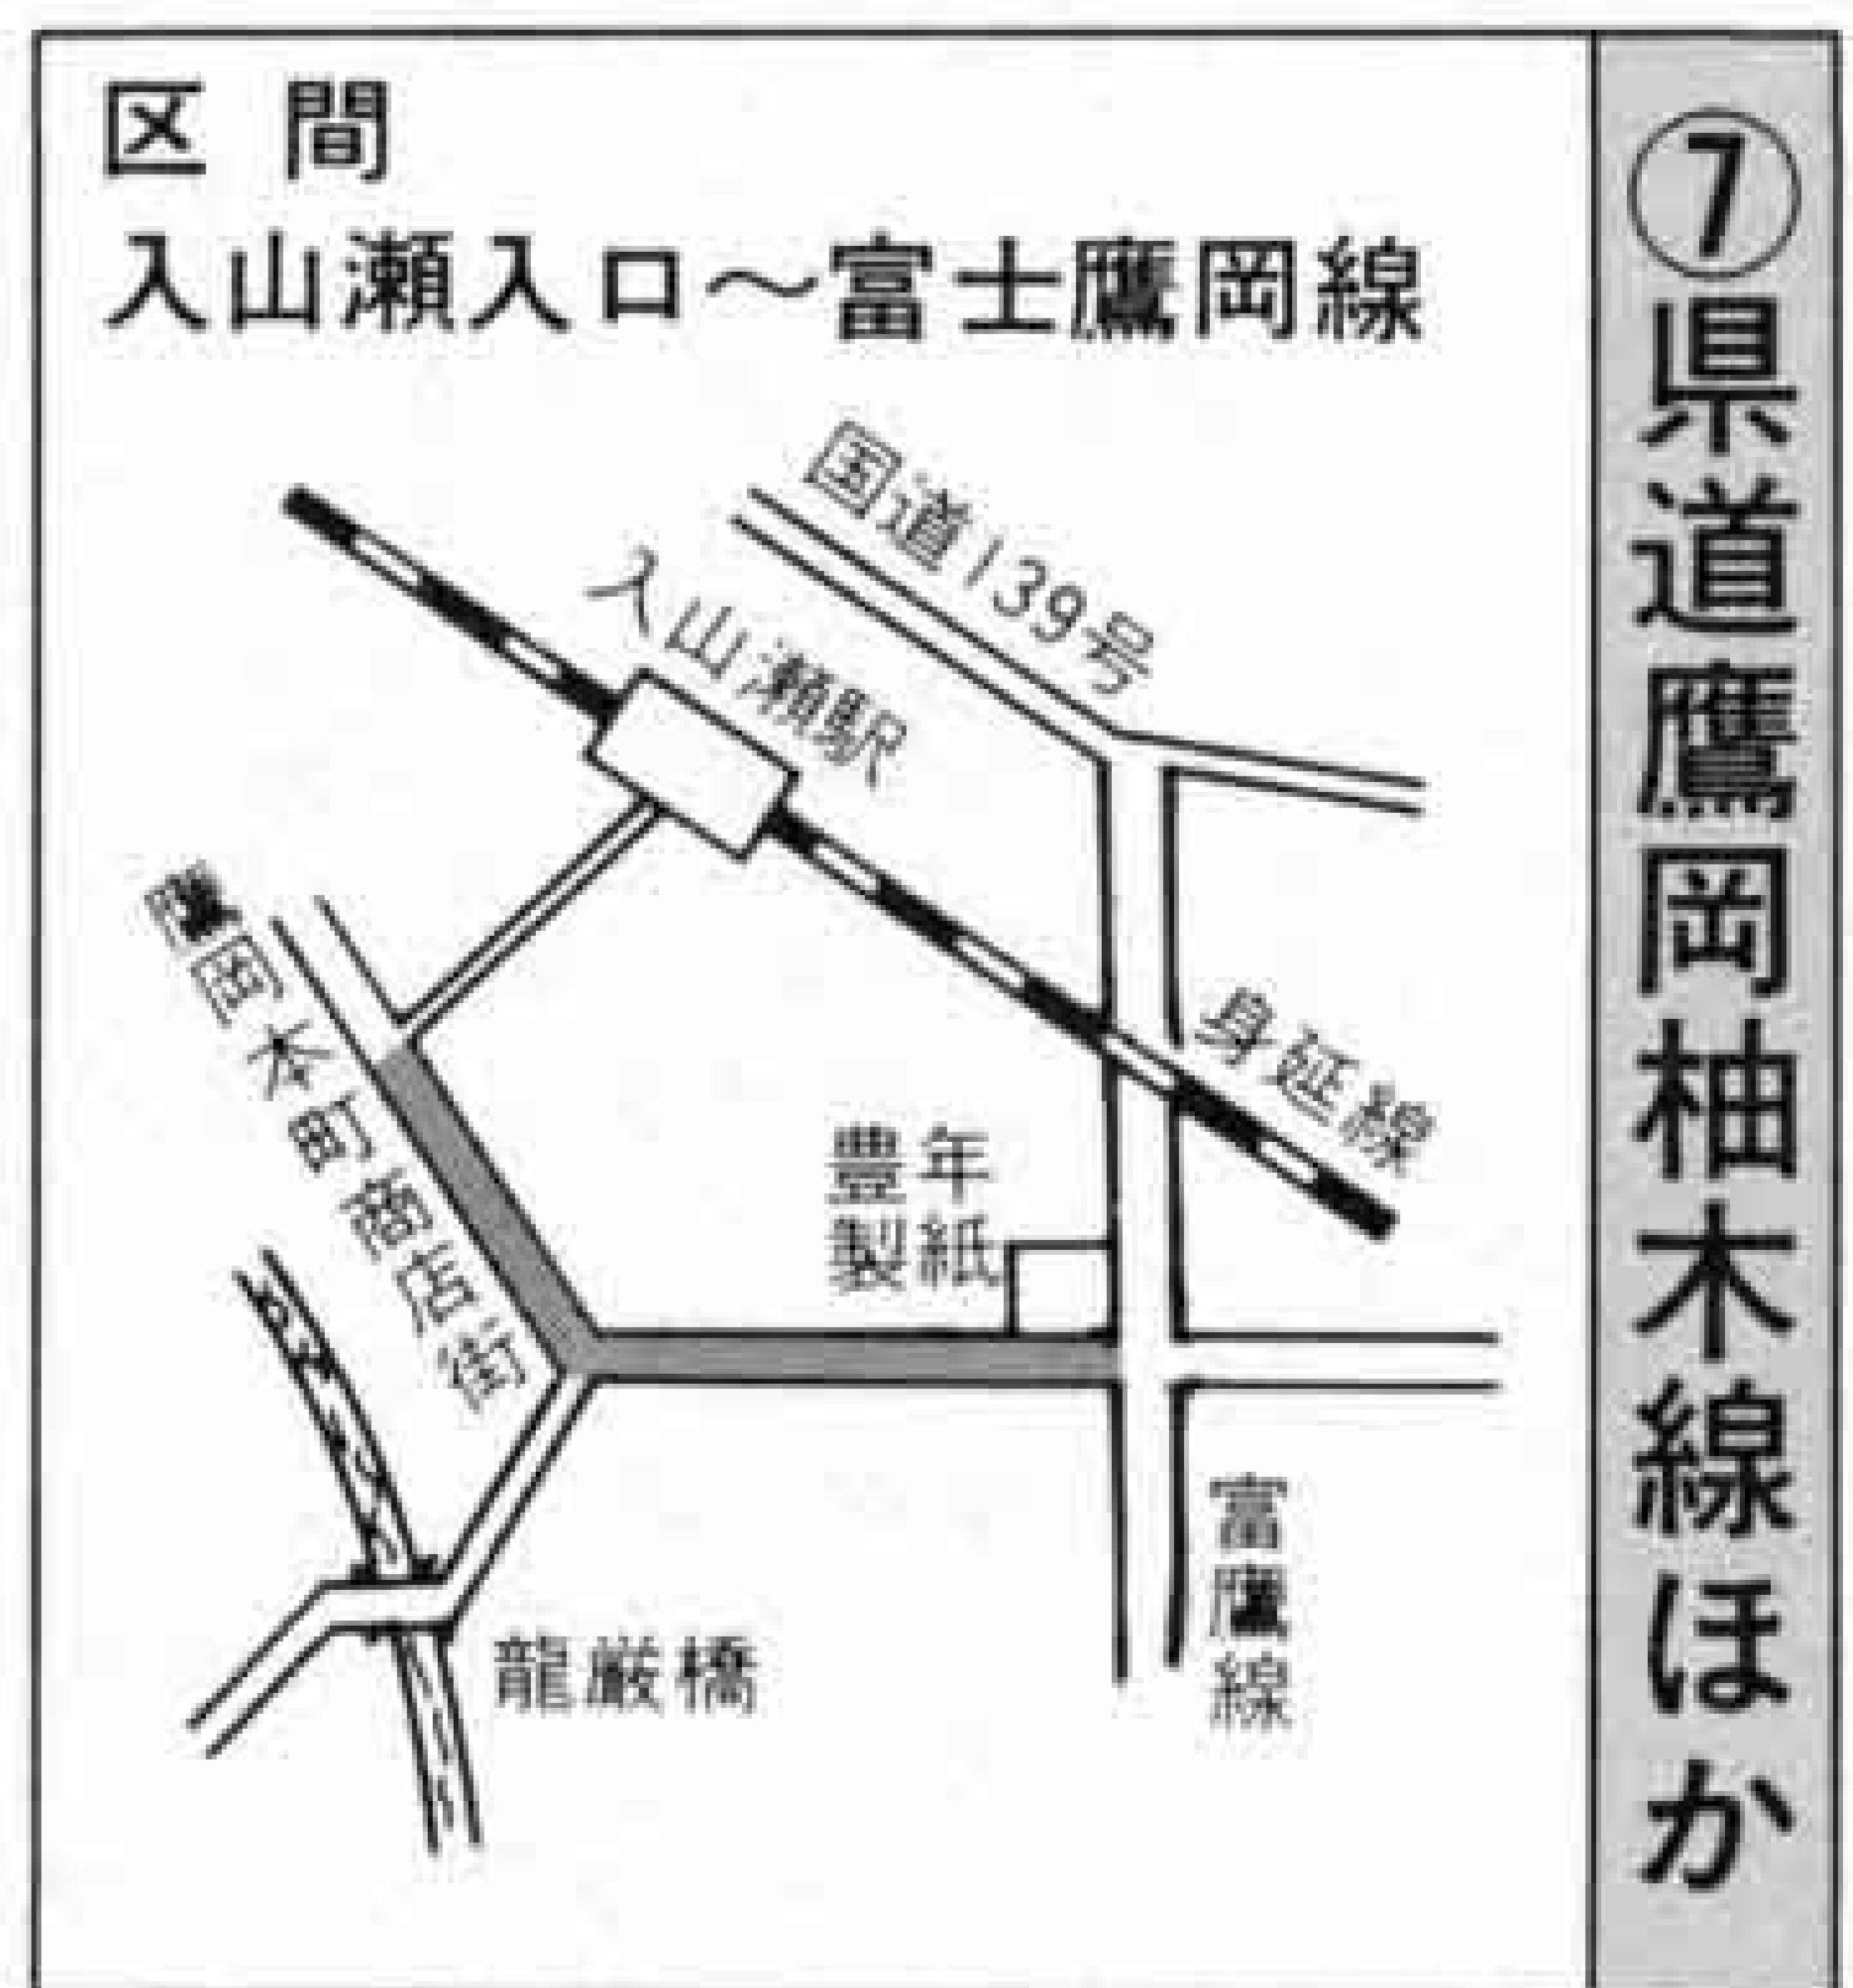 ⑦県道鷹岡柚木線ほか
区間
入山瀬入口～富士鷹岡線
国道139号
入山瀬駅
身延線
鷹岡本町商店街
豊年
製紙
富鷹線
龍巌橋